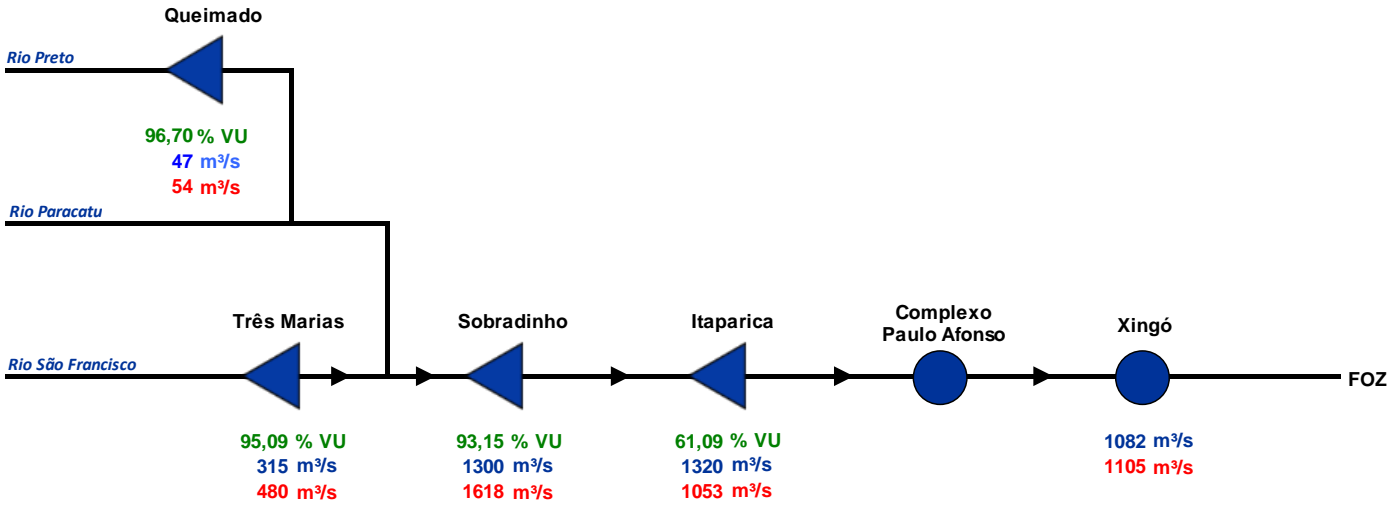 Queimado
Rio Preto
96,70 % VU
47 m³/s
54 m³/s
Rio Paracatu
Três Marias
Sobradinho
Itaparica
Complexo
Paulo Afonso
Xingó
Rio São Francisco
FOZ
95,09 % VU
315 m³/s
480 m³/s
93,15 % VU
1300 m³/s
1618 m³/s
61,09 % VU
1320 m³/s
1053 m³/s
1082 m³/s
1105 m³/s